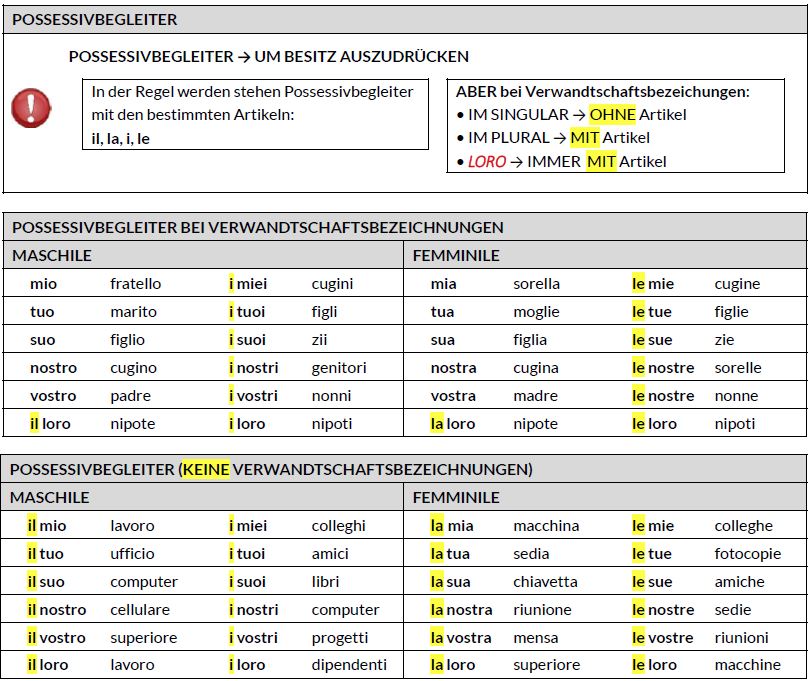 POSSESSIVBEGLEITER
POSSESSIVBEGLEITER → UM BESITZ AUSZUDRÜCKEN
In der Regel werden stehen Possessivbegleiter
mit den bestimmten Artikeln:
il, la, i, le
ABER bei Verwandtschaftsbezeichungen:
• IM SINGULAR → OHNE Artikel
• IM PLURAL → MIT Artikel
• LORO → IMMER MIT Artikel
POSSESSIVBEGLEITER BEI VERWANDTSCHAFTSBEZEICHNUNGEN
MASCHILE FEMMINILE
mio fratello i miei cugini mia sorella le mie cugine
tuo marito i tuoi figli tua moglie le tue figlie
suo figlio i suoi zii sua figlia le sue zie
nostro cugino i nostri genitori nostra cugina le nostre sorelle
vostro padre i vostri nonni vostra madre le nostre nonne
il loro nipote i loro nipoti la loro nipote le loro nipoti
POSSESSIVBEGLEITER (KEINE VERWANDTSCHAFTSBEZEICHNUNGEN)
MASCHILE FEMMINILE
il mio lavoro i miei colleghi la mia macchina le mie colleghe
il tuo ufficio i tuoi amici la tua sedia le tue fotocopie
il suo computer i suoi libri la sua chiavetta le sue amiche
il nostro cellulare i nostri computer la nostra riunione le nostre sedie
il vostro superiore i vostri progetti la vostra mensa le vostre riunioni
il loro lavoro i loro dipendenti la loro superiore le loro macchine